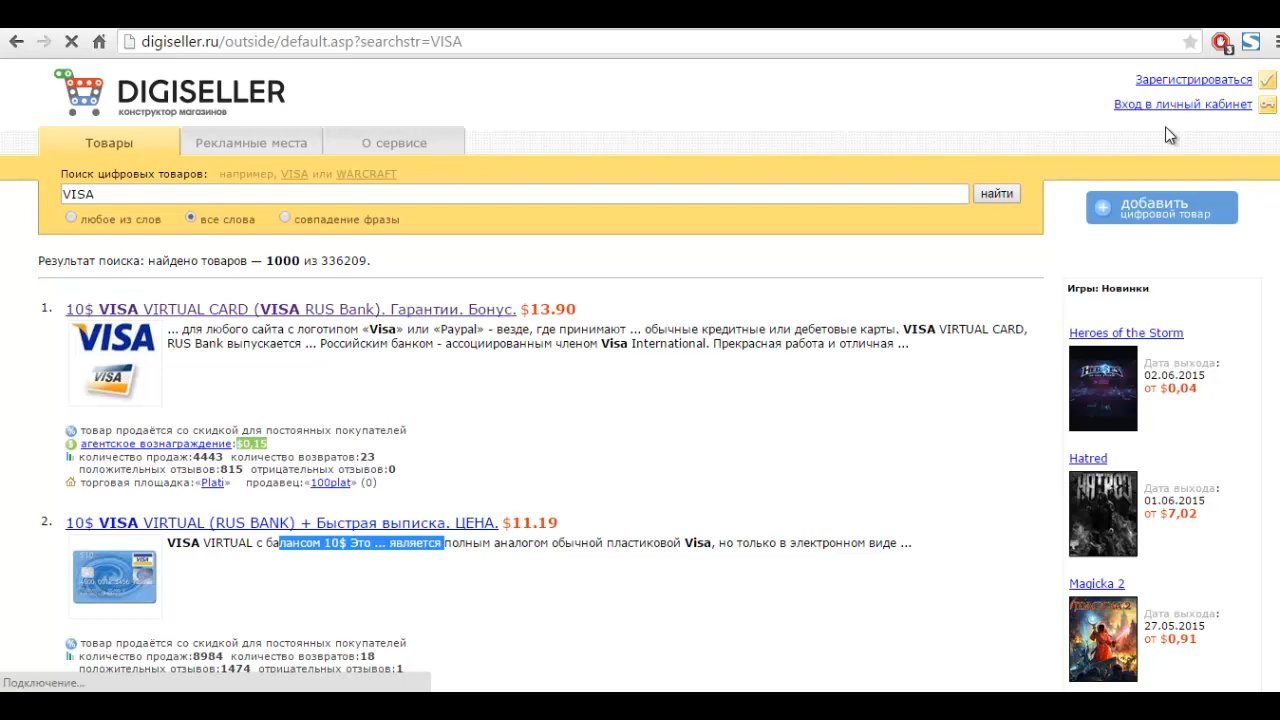 digiseller.ru/outside/default.asp?searchstr=VISA
3
DIGISELLER
конструктор магазинов
Зарегистрироваться
Вход в личный кабинет
Товары
Рекламные места
О сервисе
Поиск цифровых товаров: например, VISA или WARCRAFT
VISA
найти
любое из слов
все слова
совпадение фразы
добавить
цифровой товар
Результат поиска: найдено товаров — 1000 из 336209.
1. 10$ VISA VIRTUAL CARD (VISA RUS Bank). Гарантии. Бонус. $13.90
VISA
VISA
... для любого сайта с логотипом «Visa» или «Paypal» - везде, где принимают ... обычные кредитные или дебетовые карты. VISA VIRTUAL CARD,
RUS Bank выпускается ... Российским банком - ассоциированным членом Visa International. Прекрасная работа и отличная ...
товар продаётся со скидкой для постоянных покупателей
агентское вознаграждение:$0,15
количество продаж:4443 количество возвратов:23
положительных отзывов:815 отрицательных отзывов:0
торговая площадка:«Plati» продавец:«100plat» (0)
2. 10$ VISA VIRTUAL (RUS BANK) + Быстрая выписка. ЦЕНА. $11.19
VISA VIRTUAL с балансом 10$ Это ... является полным аналогом обычной пластиковой Visa, но только в электронном виде ...
товар продаётся со скидкой для постоянных покупателей
количество продаж:8984 количество возвратов:18
положительных отзывов:1474 отрицательных отзывов:1
Игры: Новинки
Heroes of the Storm
Дата выхода:
02.06.2015
от $0,04
Hatred
HATRED
Дата выхода:
01.06.2015
от $7,02
Magicka 2
Дата выхода:
27.05.2015
от $0,91
Подключение...